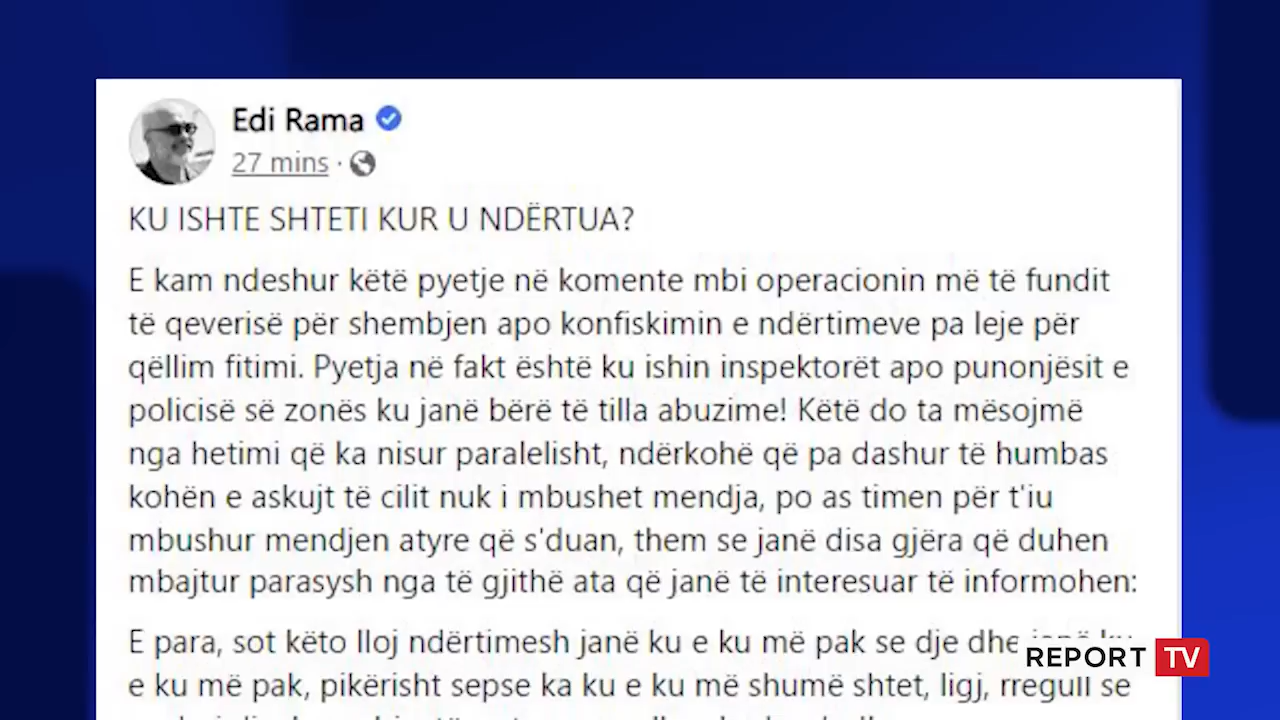 Edi Rama
27 mins ·
KU ISHTE SHTETI KUR U NDËRTUA?
E kam ndeshur këtë pyetje në komente mbi operacionin më të fundit
të qeverisë për shembjen apo konfiskimin e ndërtimeve pa leje për
qëllim fitimi. Pyetja në fakt është ku ishin inspektorët apo punonjësit e
policisë së zonës ku janë bërë të tilla abuzime! Këtë do ta mësojmë
nga hetimi që ka nisur paralelisht, ndërkohë që pa dashur të humbas
kohën e askujt të cilit nuk i mbushet mendja, po as timen për t'iu
mbushur mendjen atyre që s'duan, them se janë disa gjëra që duhen
mbajtur parasysh nga të gjithë ata që janë të interesuar të informohen:
E para, sot këto lloj ndërtimesh janë ku e ku më pak se dje dhe janë ku
e ku më pak, pikërisht sepse ka ku e ku më shumë shtet, ligj, rregull se
REPORT TV